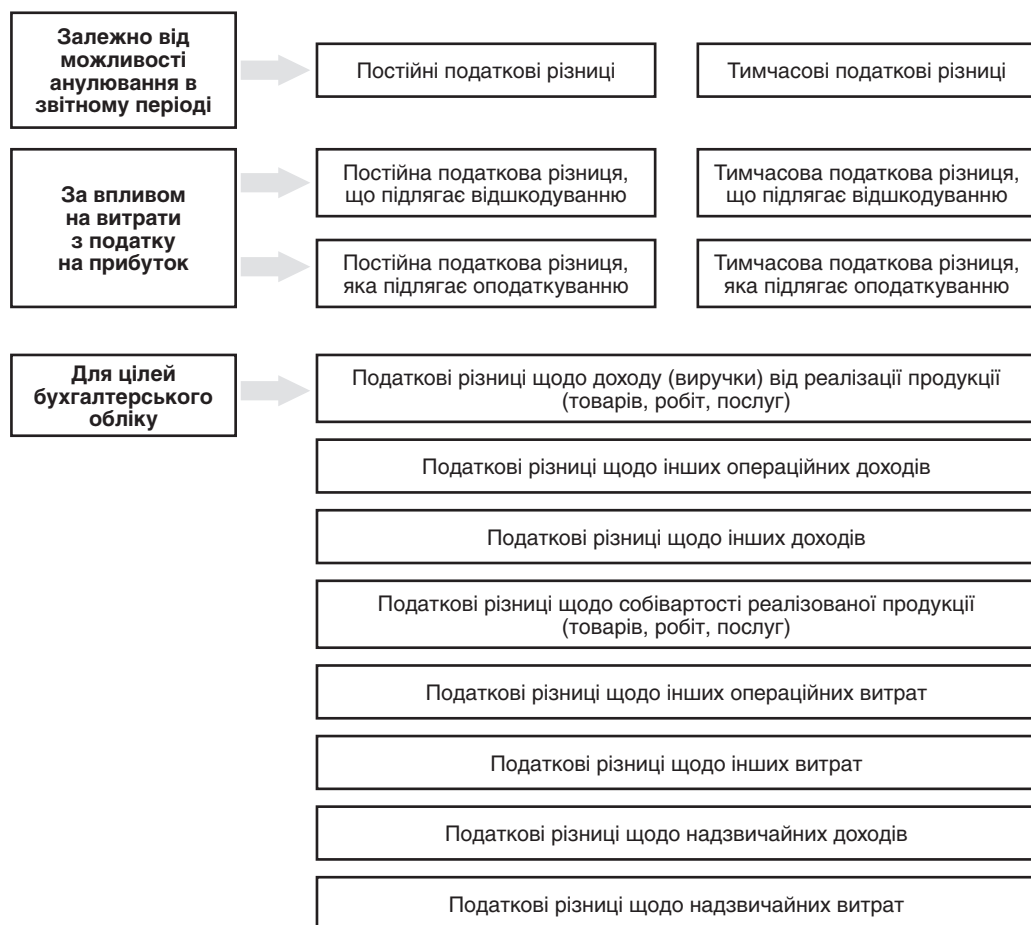 Залежно від
можливості
анулювання в
звітному періоді
Постійні податкові різниці
Тимчасові податкові різниці
За впливом
на витрати
з податку
на прибуток
Постійна податкова різниця,
що підлягає відшкодуванню
Тимчасова податкова різниця,
що підлягає відшкодуванню
Постійна податкова різниця,
яка підлягає оподаткуванню
Тимчасова податкова різниця,
яка підлягає оподаткуванню
Для цілей
бухгалтерського
обліку
Податкові різниці щодо доходу (виручки) від реалізації продукції
(товарів, робіт, послуг)
Податкові різниці щодо інших операційних доходів
Податкові різниці щодо інших доходів
Податкові різниці щодо собівартості реалізованої продукції
(товарів, робіт, послуг)
Податкові різниці щодо інших операційних витрат
Податкові різниці щодо інших витрат
Податкові різниці щодо надзвичайних доходів
Податкові різниці щодо надзвичайних витрат